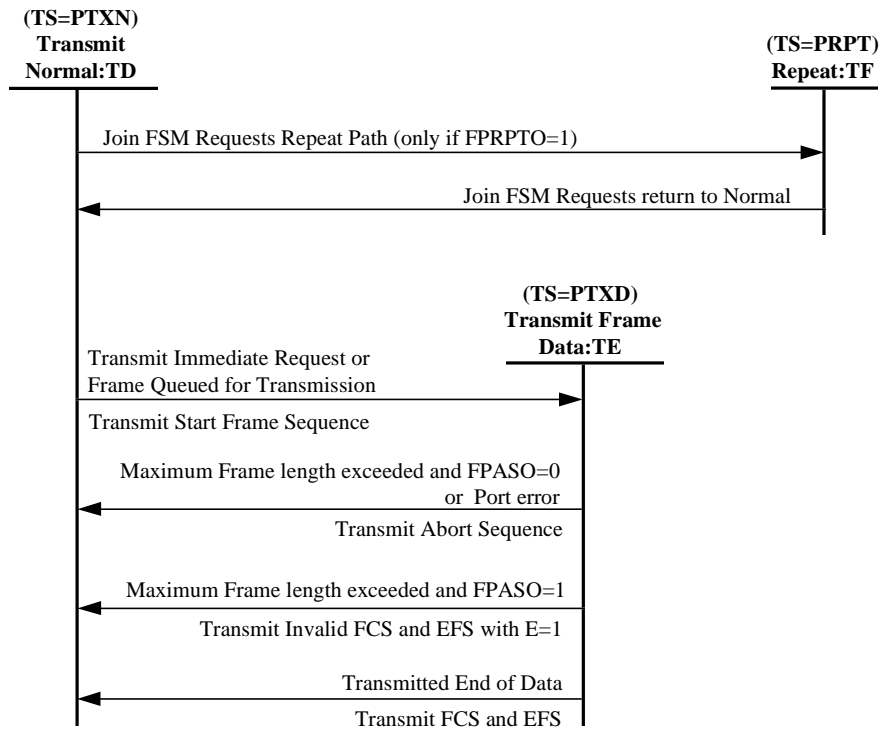 (TS=PTXN)
Transmit
Normal:TD
(TS=PRPT)
Repeat:TF
Join FSM Requests Repeat Path (only if FPRPTO=1)
Join FSM Requests return to Normal
(TS=PTXD)
Transmit Frame
Data:TE
Transmit Immediate Request or
Frame Queued for Transmission
Transmit Start Frame Sequence
Maximum Frame length exceeded and FPASO=0
or Port error
Transmit Abort Sequence
Maximum Frame length exceeded and FPASO=1
Transmit Invalid FCS and EFS with E=1
Transmitted End of Data
Transmit FCS and EFS